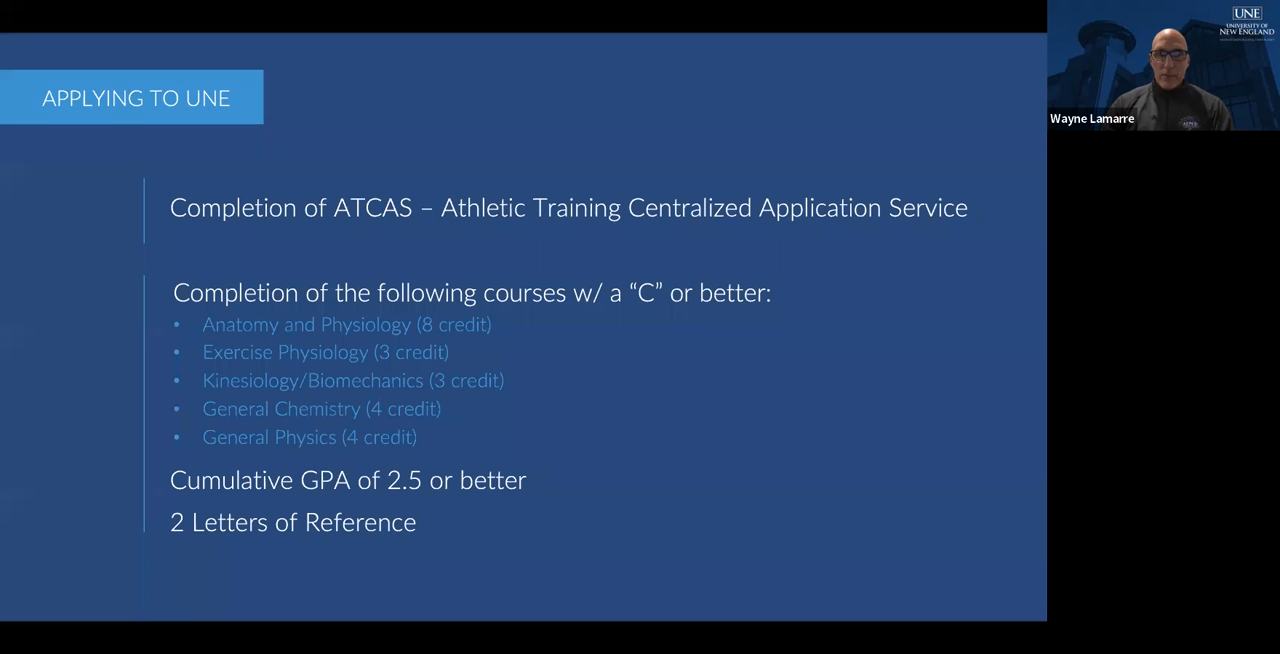 APPLYING TO UNE
Completion of ATCAS – Athletic Training Centralized Application Service
Completion of the following courses w/ a “C” or better:
• Anatomy and Physiology (8 credit)
• Exercise Physiology (3 credit)
• Kinesiology/Biomechanics (3 credit)
• General Chemistry (4 credit)
• General Physics (4 credit)
Cumulative GPA of 2.5 or better
2 Letters of Reference
UNE
UNIVERSITY OF
NEW ENGLAND
Wayne Lamarre